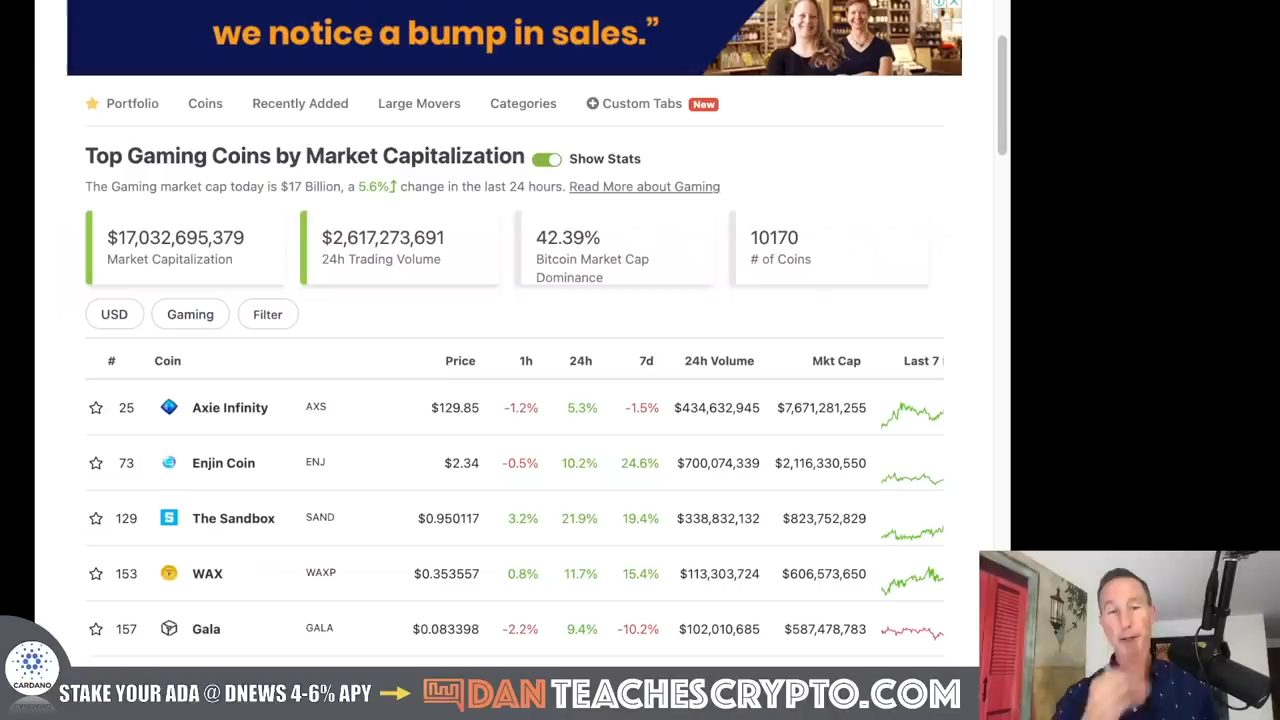 we notice a bump in sales.”
Portfolio Coins Recently Added Large Movers Categories Custom Tabs New
Top Gaming Coins by Market Capitalization Show Stats
The Gaming market cap today is $17 Billion, a 5.6% change in the last 24 hours. Read More about Gaming
$17,032,695,379 $2,617,273,691 42.39% 10170
Market Capitalization 24h Trading Volume Bitcoin Market Cap # of Coins
Dominance
USD Gaming Filter
# Coin Price 1h 24h 7d 24h Volume Mkt Cap Last 7
25 Axie Infinity AXS $129.85 -1.2% 5.3% -1.5% $434,632,945 $7,671,281,255
73 Enjin Coin ENJ $2.34 -0.5% 10.2% 24.6% $700,074,339 $2,116,330,550
129 The Sandbox SAND $0.950117 3.2% 21.9% 19.4% $338,832,132 $823,752,829
153 WAX WAXP $0.353557 0.8% 11.7% 15.4% $113,303,724 $606,573,650
157 Gala GALA $0.083398 -2.2% 9.4% -10.2% $102,010,685 $587,478,783
CARDANO
STAKE YOUR ADA @ DNEWS 4-6% APY DANTEACHESCRYPTO.COM